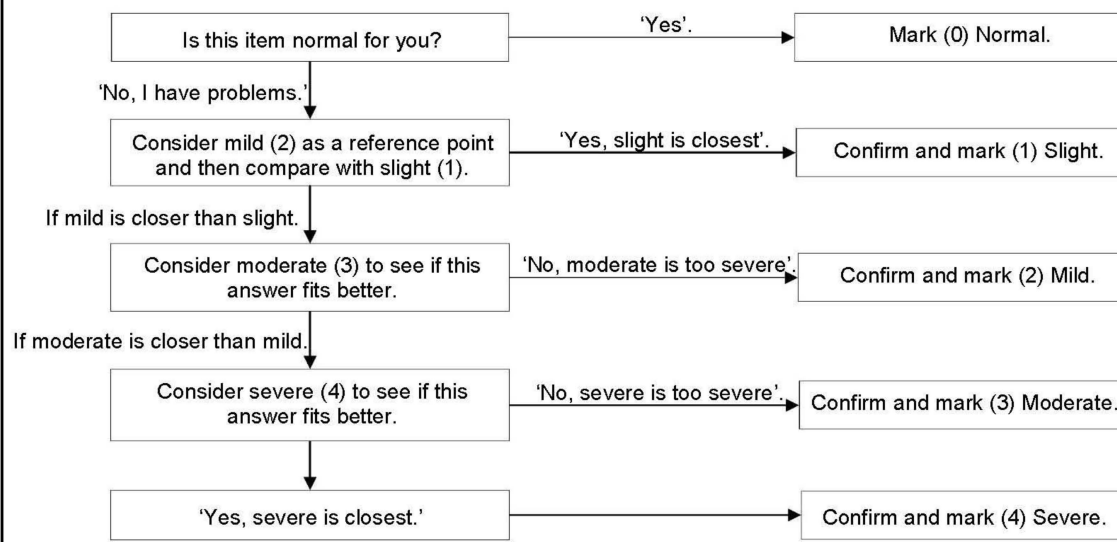 Is this item normal for you?
‘Yes’.
Mark (0) Normal.
‘No, I have problems.’
Consider mild (2) as a reference point
and then compare with slight (1).
‘Yes, slight is closest’.
Confirm and mark (1) Slight.
If mild is closer than slight.
Consider moderate (3) to see if this
answer fits better.
‘No, moderate is too severe’.
Confirm and mark (2) Mild.
If moderate is closer than mild.
Consider severe (4) to see if this
answer fits better.
‘No, severe is too severe’.
Confirm and mark (3) Moderate.
‘Yes, severe is closest.’
Confirm and mark (4) Severe.